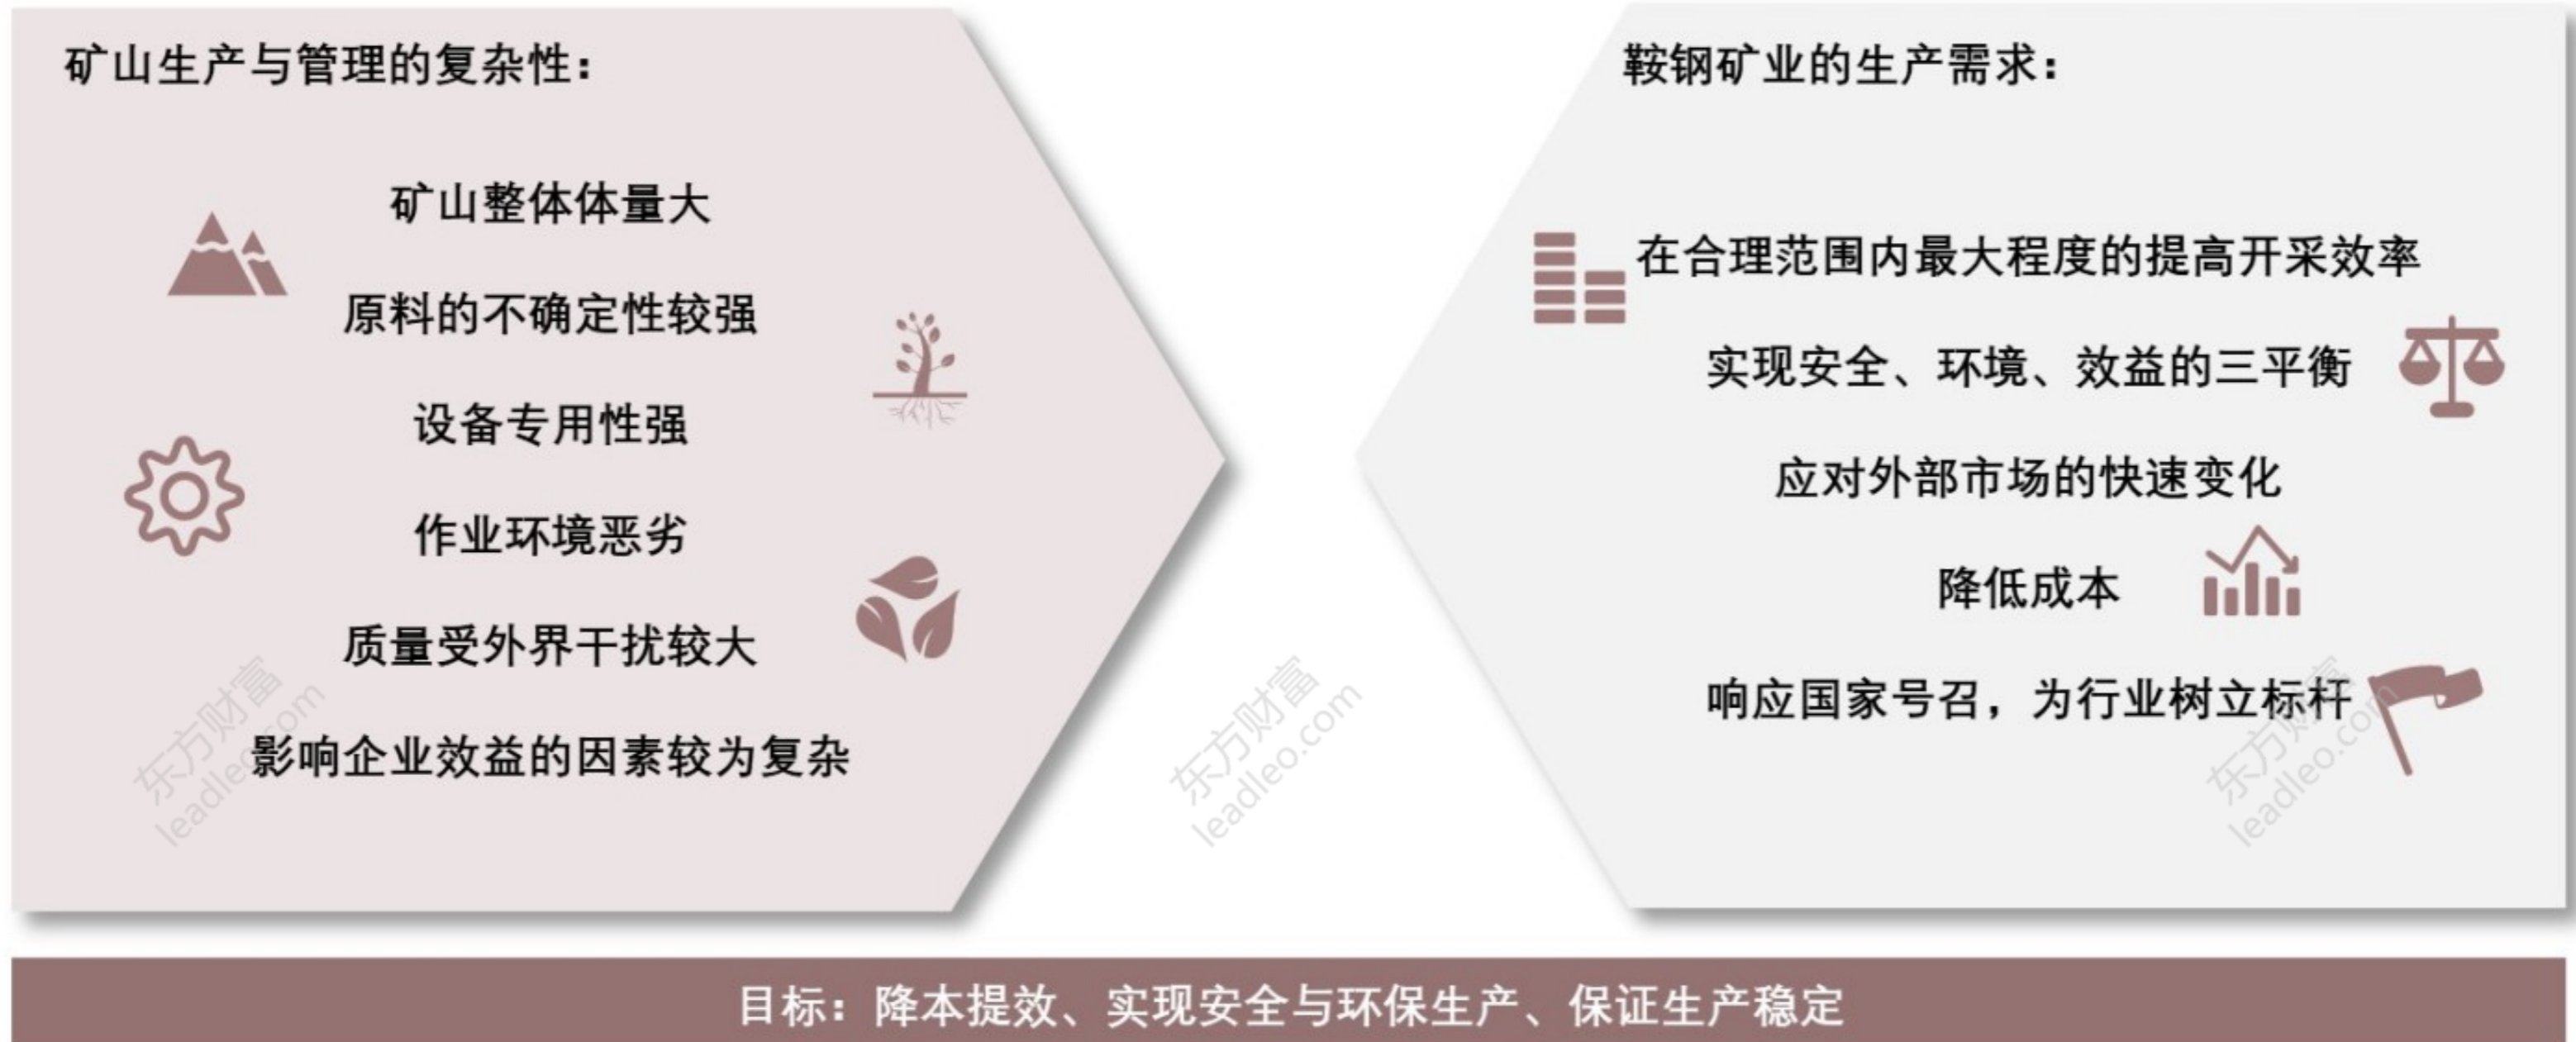 矿山生产与管理的复杂性：
矿山整体体量大
原料的不确定性较强
设备专用性强
作业环境恶劣
质量受外界干扰较大
影响企业效益的因素较为复杂
鞍钢矿业的生产需求：
在合理范围内最大程度的提高开采效率
实现安全、环境、效益的三平衡
应对外部市场的快速变化
降低成本
响应国家号召，为行业树立标杆
东方财富
leadleo.com
东方财富
leadleo.com
东方财富
leadleo.com
目标：降本提效、实现安全与环保生产、保证生产稳定